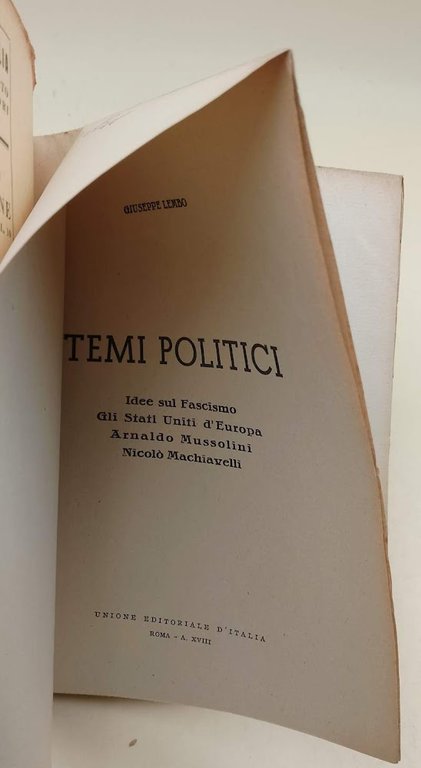 GIUSEPPE LEMBO
TEMI POLITICI
Idee sul Fascismo
Gli Stati Uniti d'Europa
Arnaldo Mussolini
Nicolò Machiavelli
UNIONE EDITORIALE D'ITALIA
ROMA - A. XVIII